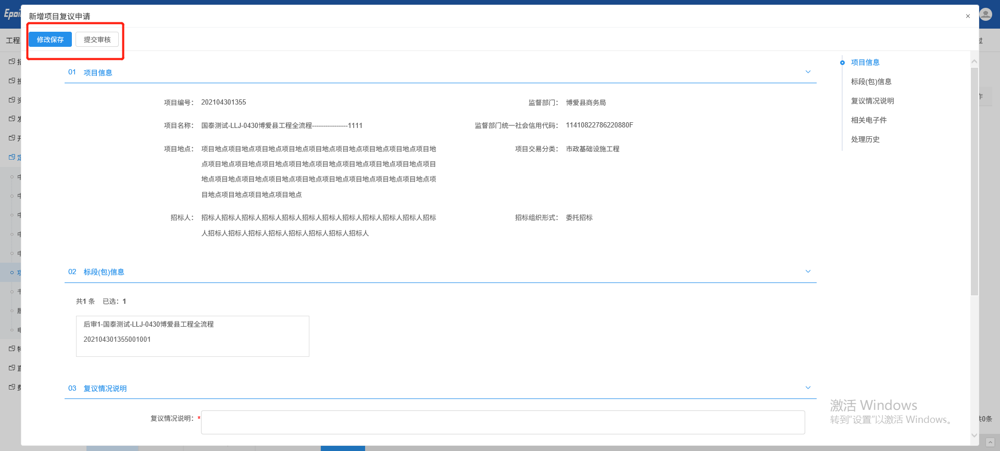 新增项目复议申请
修改保存 提交审核
工程
01 项目信息
项目编号： 202104301355 监督部门： 博爱县商务局
项目名称： 国泰测试-LLJ-0430博爱县工程全流程----------------1111 监督部门统一社会信用代码： 11410822786220880F
项目地点： 项目地点项目地点项目地点项目地点项目地点项目地点项目地点项目地点项目地 项目交易分类： 市政基础设施工程
点项目地点项目地点项目地点项目地点项目地点项目地点项目地点项目地点项目
地点项目地点项目地点项目地点项目地点项目地点项目地点项目地点项目地点项
目地点项目地点项目地点项目地点
招标人： 招标人招标人招标人招标人招标人招标人招标人招标人招标人招标人招标人招标 招标组织形式： 委托招标
人招标人招标人招标人招标人招标人招标人招标人招标人
02 标段(包)信息
共1 条 已选：1
后审1-国泰测试-LLJ-0430博爱县工程全流程
202104301355001001
03 复议情况说明
复议情况说明：*
项目信息
标段(包)信息
复议情况说明
相关电子件
处理历史
激活 Windows
转到“设置”以激活 Windows。
共0条